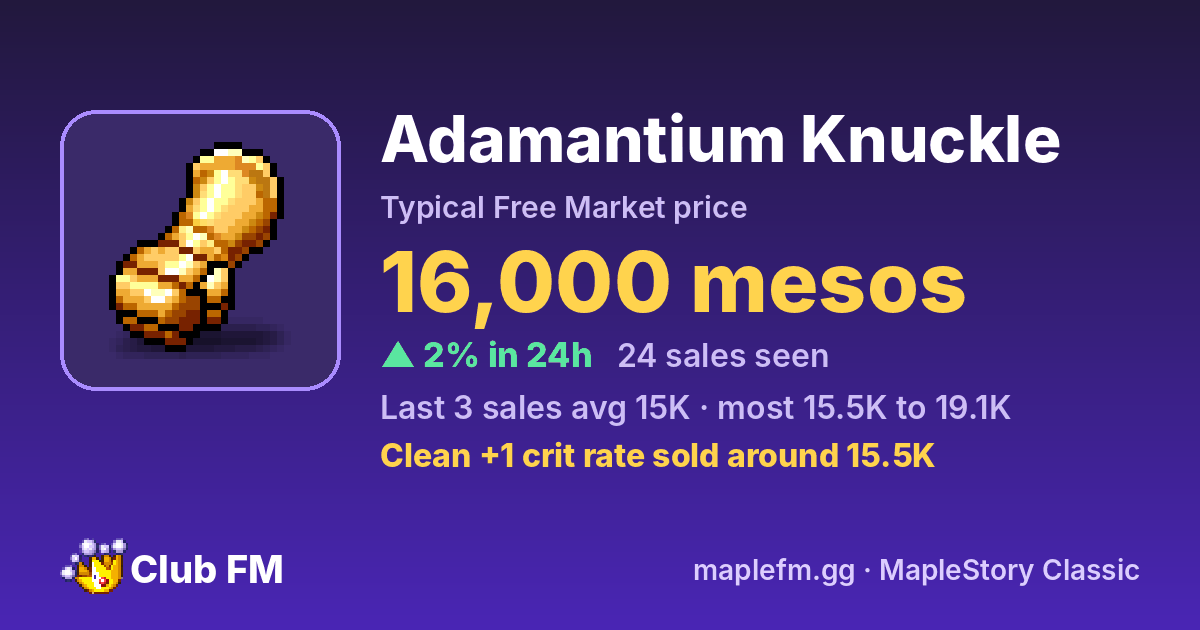 Adamantium Knuckle
Typical Free Market price
16,000 mesos
▲ 2% in 24h 24 sales seen
Last 3 sales avg 15K · most 15.5K to 19.1K
Clean +1 crit rate sold around 15.5K
Club FM
maplefm.gg · MapleStory Classic